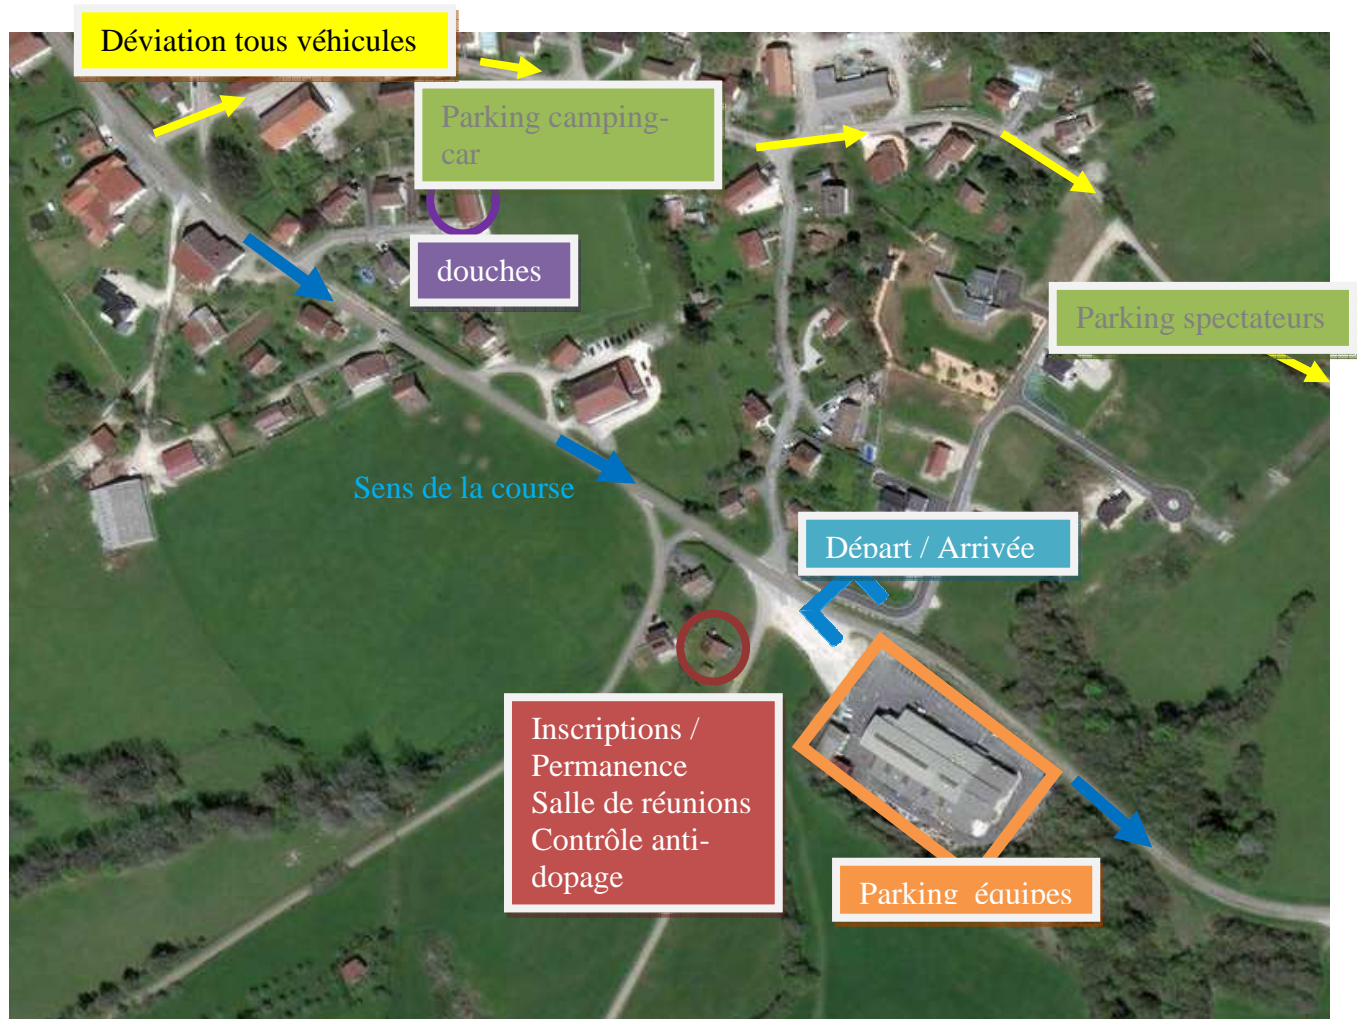 Déviation tous véhicules
Parking camping-
car
douches
Parking spectateurs
Sens de la course
Départ / Arrivée
Inscriptions /
Permanence
Salle de réunions
Contrôle anti-
dopage
Parking équipes